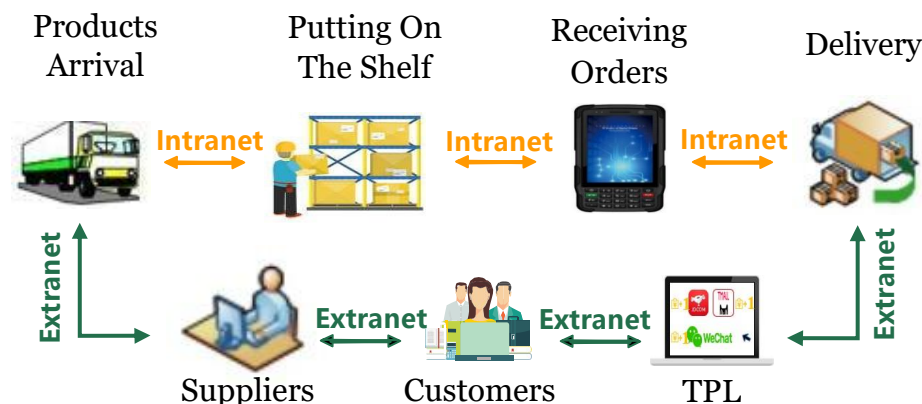 Products
Arrival
Putting On
The Shelf
Receiving
Orders
Delivery
Intranet
Intranet
Intranet
Extranet
Extranet
Extranet
Extranet
WeChat
Suppliers
Customers
TPL